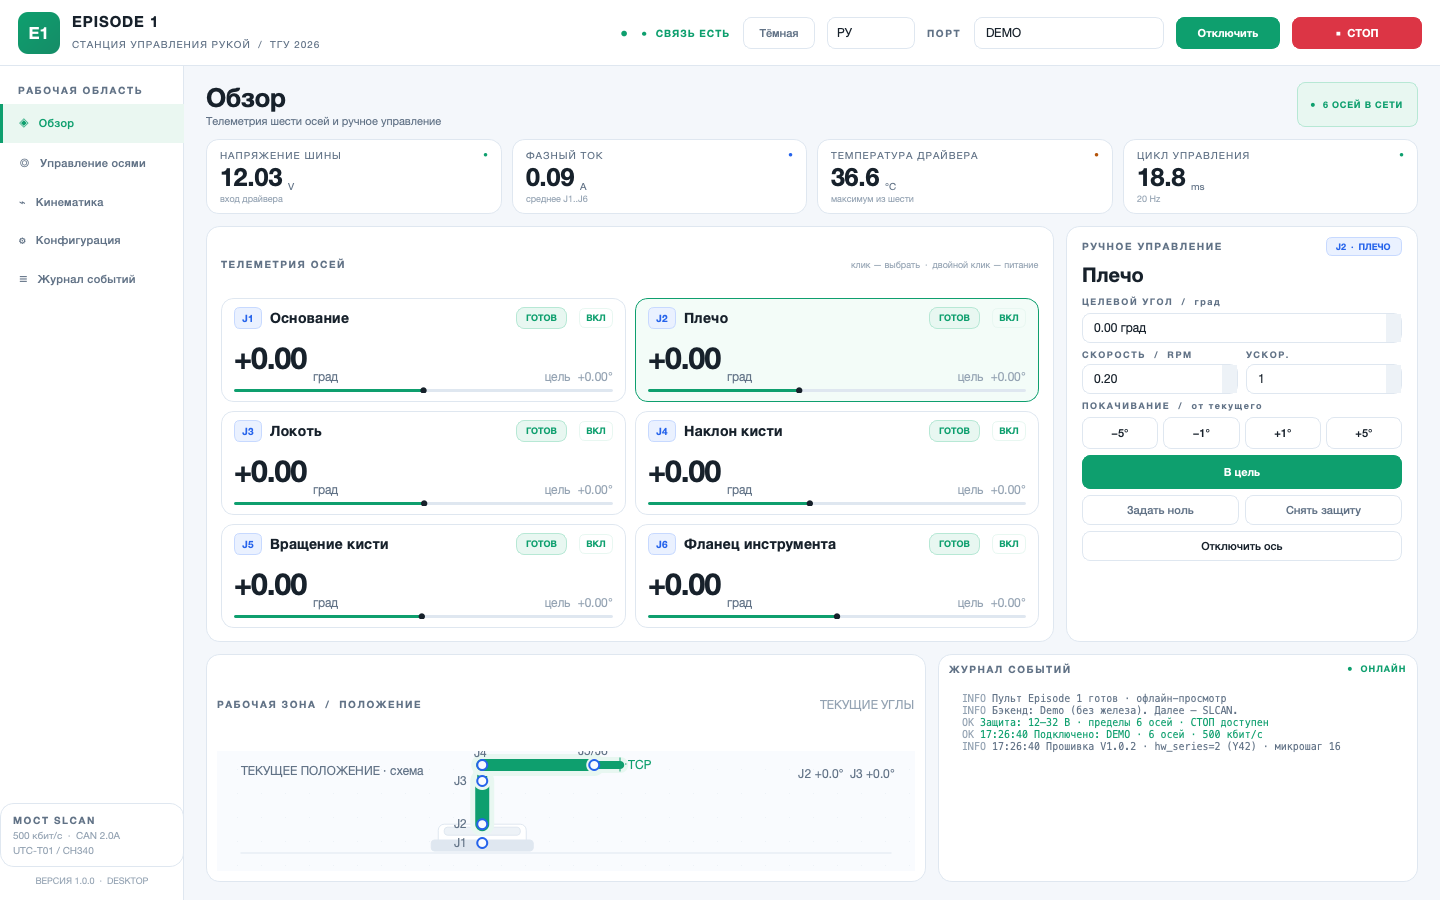 E1
EPISODE 1
СТАНЦИЯ УПРАВЛЕНИЯ РУКОЙ / ТГУ 2026
СВЯЗЬ ЕСТЬ
Тёмная
РУ
ПОРТ
DEMO
Отключить
СТОП
РАБОЧАЯ ОБЛАСТЬ
Обзор
Управление осями
Кинематика
Конфигурация
Журнал событий
МОСТ SLCAN
500 кбит/с · CAN 2.0A
UTC-T01 / CH340
ВЕРСИЯ 1.0.0 · DESKTOP
Обзор
Телеметрия шести осей и ручное управление
6 ОСЕЙ В СЕТИ
НАПРЯЖЕНИЕ ШИНЫ
12.03 V
вход драйвера
ФАЗНЫЙ ТОК
0.09 A
среднее J1..J6
ТЕМПЕРАТУРА ДРАЙВЕРА
36.6 °C
максимум из шести
ЦИКЛ УПРАВЛЕНИЯ
18.8 ms
20 Hz
ТЕЛЕМЕТРИЯ ОСЕЙ
клик — выбрать · двойной клик — питание
J1 Основание ГОТОВ ВКЛ
+0.00 град цель +0.00°
J2 Плечо ГОТОВ ВКЛ
+0.00 град цель +0.00°
J3 Локоть ГОТОВ ВКЛ
+0.00 град цель +0.00°
J4 Наклон кисти ГОТОВ ВКЛ
+0.00 град цель +0.00°
J5 Вращение кисти ГОТОВ ВКЛ
+0.00 град цель +0.00°
J6 Фланец инструмента ГОТОВ ВКЛ
+0.00 град цель +0.00°
РУЧНОЕ УПРАВЛЕНИЕ
J2 · ПЛЕЧО
Плечо
ЦЕЛЕВОЙ УГОЛ / град
0.00 град
СКОРОСТЬ / RPM УСКОР.
0.20 1
ПОКАЧИВАНИЕ / от текущего
−5° −1° +1° +5°
В цель
Задать ноль Снять защиту
Отключить ось
РАБОЧАЯ ЗОНА / ПОЛОЖЕНИЕ
ТЕКУЩИЕ УГЛЫ
ТЕКУЩЕЕ ПОЛОЖЕНИЕ · схема
J2 +0.0° J3 +0.0°
J4
J5/J6
TCP
J3
J2
J1
ЖУРНАЛ СОБЫТИЙ
ОНЛАЙН
INFO Пульт Episode 1 готов · офлайн-просмотр
INFO Бэкенд: Demo (без железа). Далее — SLCAN.
OK Защита: 12–32 В · пределы 6 осей · СТОП доступен
OK 17:26:40 Подключено: DEMO · 6 осей · 500 кбит/с
INFO 17:26:40 Прошивка V1.0.2 · hw_series=2 (Y42) · микрошаг 16